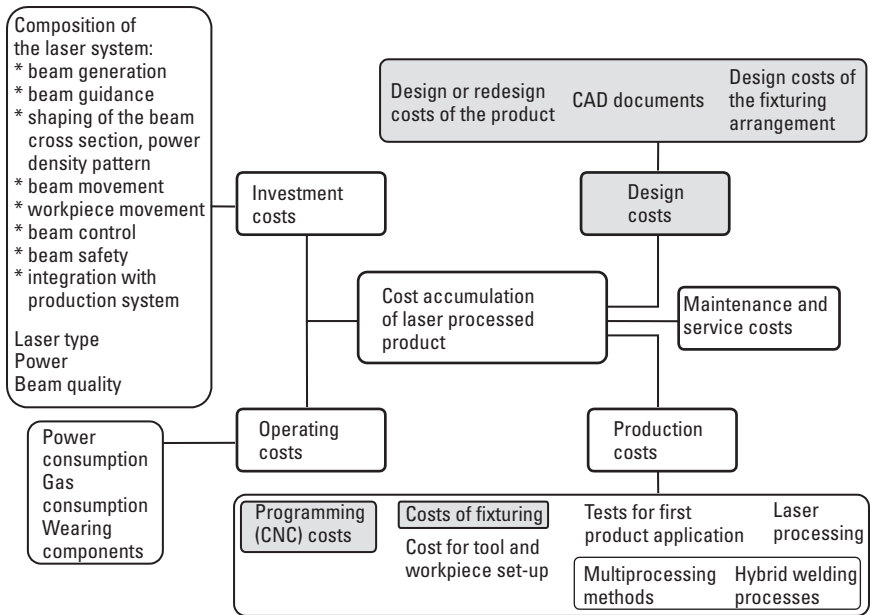 Composition of
the laser system:
* beam generation
* beam guidance
* shaping of the beam
cross section, power
density pattern
* beam movement
* workpiece movement
* beam control
* beam safety
* integration with
production system
Laser type
Power
Beam quality
Design or redesign
costs of the product
CAD documents
Design costs of
the fixturing
arrangement
Investment
costs
Design
costs
Cost accumulation
of laser processed
product
Maintenance and
service costs
Operating
costs
Production
costs
Power
consumption
Gas
consumption
Wearing
components
Programming
(CNC) costs
Costs of fixturing
Cost for tool and
workpiece set-up
Tests for first
product application
Laser
processing
Multiprocessing
methods
Hybrid welding
processes